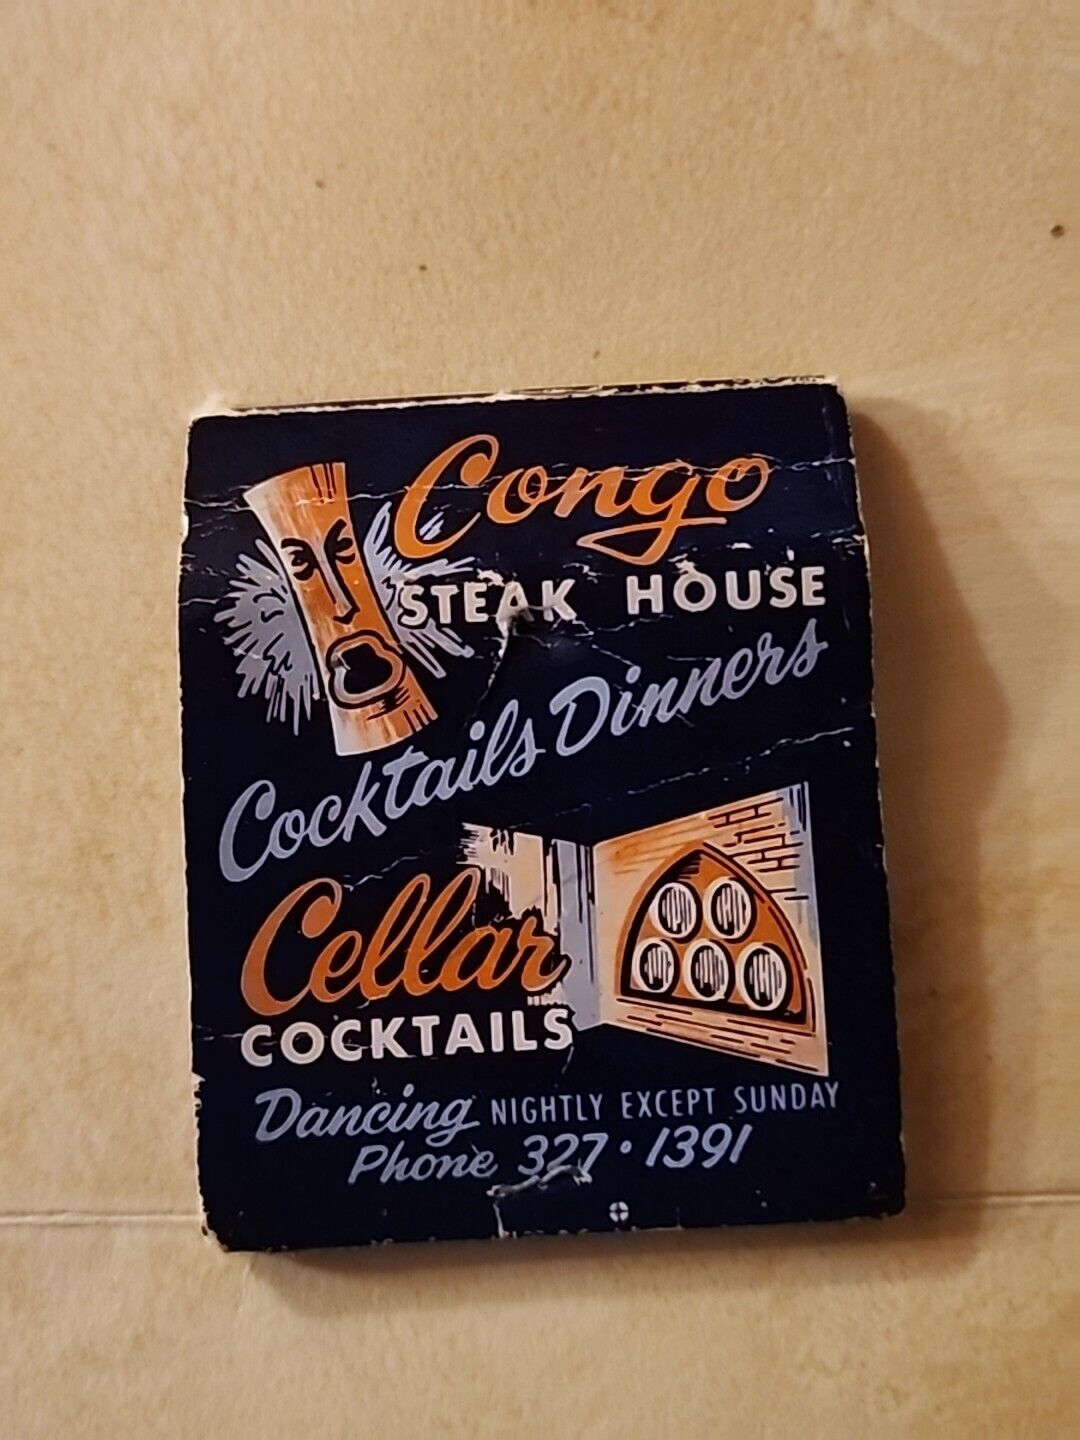 Congo
STEAK HOUSE
Cocktails Dinners
Cellar
COCKTAILS
Dancing NIGHTLY EXCEPT SUNDAY
Phone 327・1391